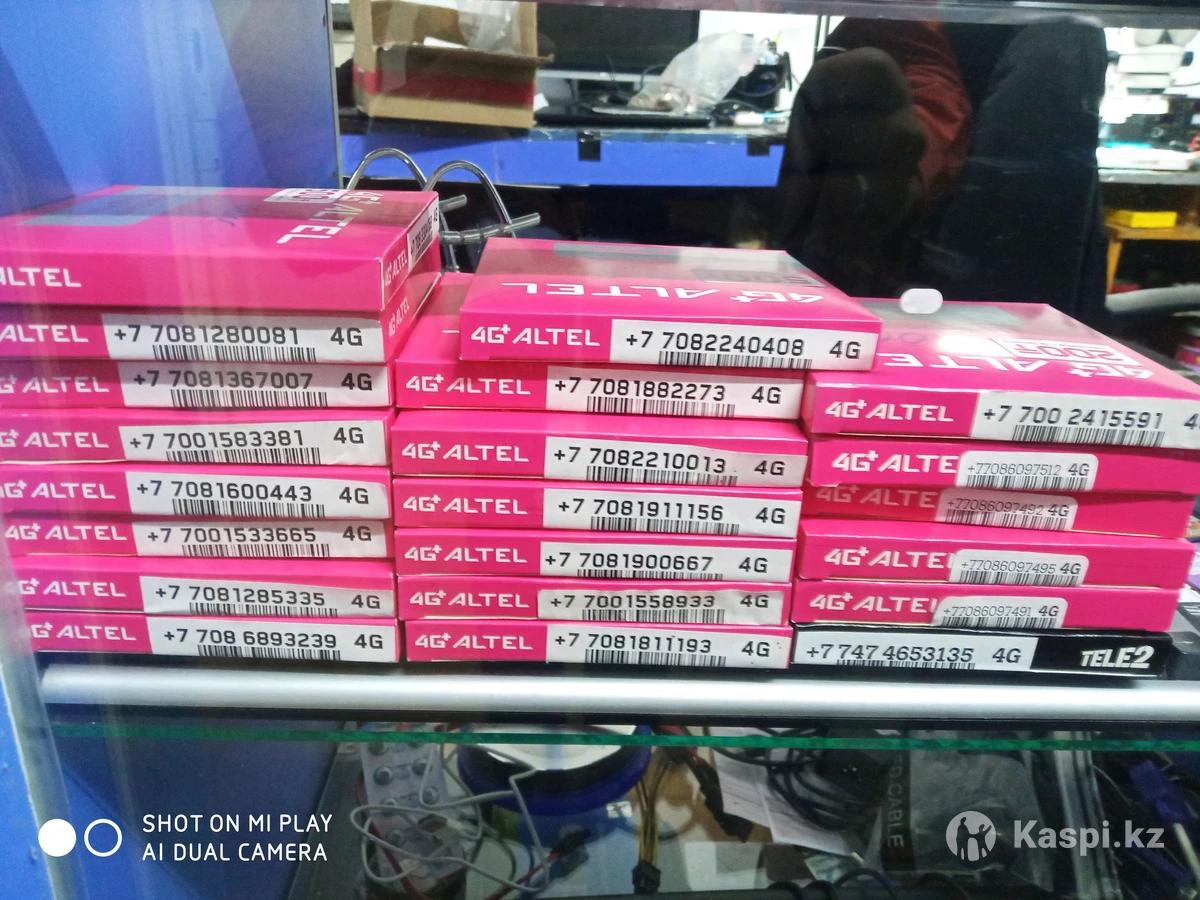 4G+ ALTEL
ALTEL
4G+ ALTEL
4G+ ALTEL
ALTEL +7 7081280081 4G
ALTEL +7 7081367007 4G
4G+ ALTEL +7 7001583381 4G
4G+ ALTEL +7 7081600443 4G
4G+ ALTEL +7 7001533665 4G
4G+ ALTEL +7 7081285335 4G
4G+ ALTEL +7 708 6893239 4G
4G+ ALTEL
4G+ ALTEL +7 7082240408 4G
4G+ ALTEL +7 7081882273 4G
4G+ ALTEL +7 7082210013 4G
4G+ ALTEL +7 7081911156 4G
4G+ ALTEL +7 7081900667 4G
4G+ ALTEL +7 7001558933 4G
4G+ ALTEL +7 7081811193 4G
4G+ ALTEL +7 700 2415591 4G
4G+ ALTE +77086097512 4G
4G+ ALTEL +77086097492 4G
4G+ ALTEL +77086097495 4G
4G+ ALTEL +77086097491 4G
+7 747 4653135 4G TELE2
CABLE
SHOT ON MI PLAY
AI DUAL CAMERA
Kaspi.kz